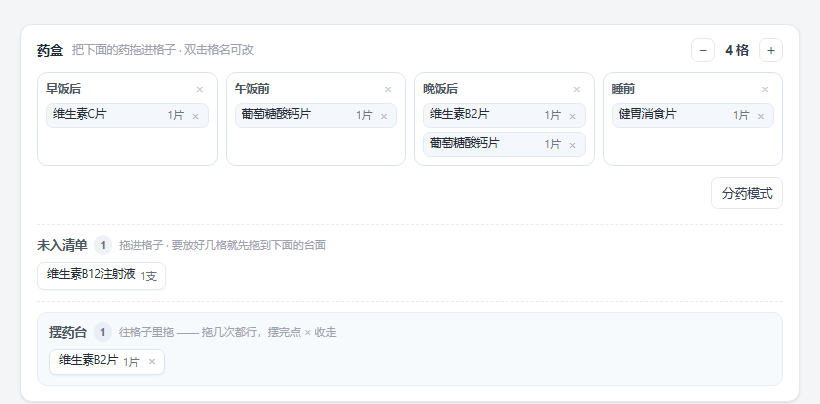 药盒 把下面的药拖进格子 · 双击格名可改 − 4 格 +
早饭后 × 午饭前 × 晚饭后 × 睡前 ×
维生素C片 1片 × 葡萄糖酸钙片 1片 × 维生素B2片 1片 × 健胃消食片 1片 ×
葡萄糖酸钙片 1片 ×
分药模式
未入清单 1 拖进格子 · 要放好几格就先拖到下面的台面
维生素B12注射液 1支
摆药台 1 往格子里拖 —— 拖几次都行，摆完点 × 收走
维生素B2片 1片 ×